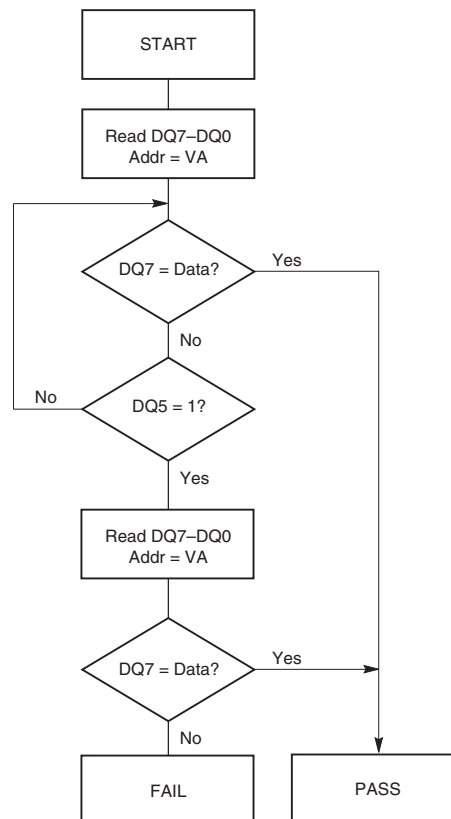 START
Read DQ7–DQ0
Addr = VA
DQ7 = Data?
Yes
No
No
DQ5 = 1?
Yes
Read DQ7–DQ0
Addr = VA
DQ7 = Data?
Yes
No
FAIL
PASS